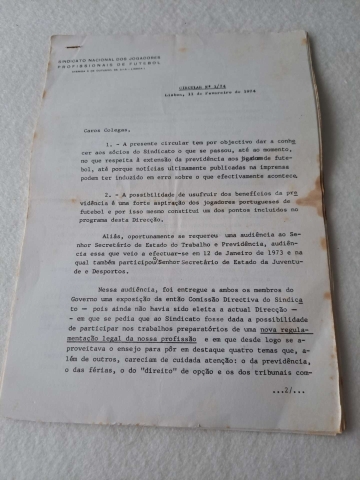 SINDICATO NACIONAL DOS JOGADORES
PROFISSIONAIS DE FUTEBOL
CIRCULAR Nº 1/74
Lisboa, 11 de Fevereiro de 1974
Caros Colegas,
1. - A presente circular tem por objectivo dar a conhe
cer aos sócios do Sindicato o que se passou, até ao momento,
no que respeita à extensão da previdência aos jogadores de fute-
bol, até porque notícias ultimamente publicadas na imprensa
podem ter induzido em erro sobre o que efectivamente acontece.
2. - A possibilidade de usufruir dos benefícios da pre
vidência é uma forte aspiração dos jogadores portugueses de
futebol e por isso mesmo constitui um dos pontos incluídos no
programa desta Direcção.
Aliás, oportunamente se requereu uma audiência ao Se-
nhor Secretário de Estado do Trabalho e Previdência, audiên-
cia essa que veio a efectuar-se em 12 de Janeiro de 1973 e na
qual também participou o Senhor Secretário de Estado da Juventu-
de e Desportos.
Nessa audiência, foi entregue a ambos os membros do
Governo uma exposição da então Comissão Directiva do Sindica
to - pois ainda não havia sido eleita a actual Direcção -
- em que se pedia que ao Sindicato fosse dada a possibilidade
de participar nos trabalhos preparatórios de uma nova regula-
mentação legal da nossa profissão e em que desde logo se a-
proveitava o ensejo para pôr em destaque quatro temas que, a-
lém de outros, careciam de cuidada atenção: o da previdência,
o das férias, o do "direito" de opção e os dos tribunais com-
...2/...